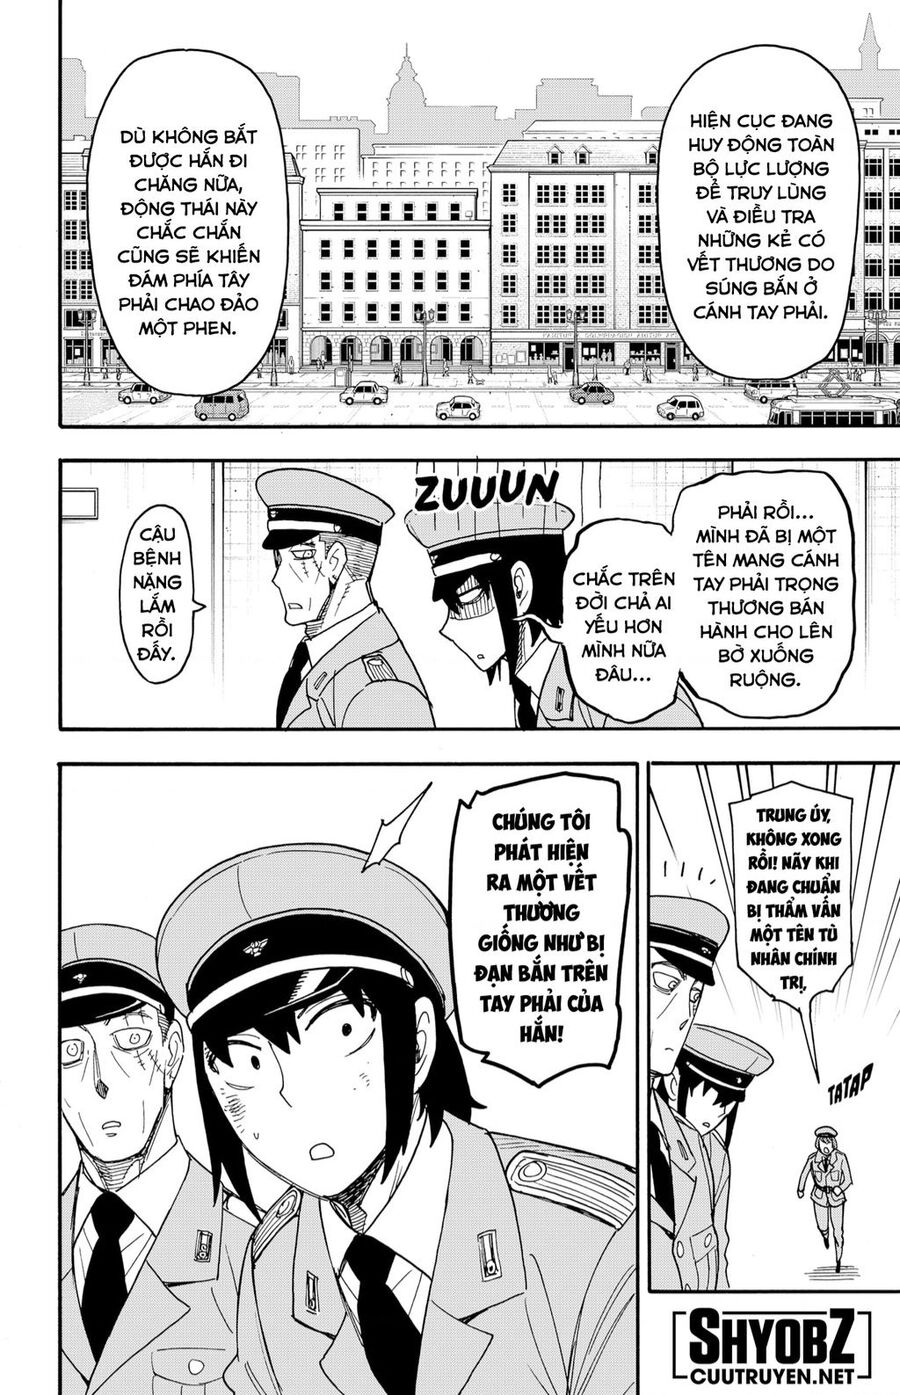 HIỆN CỤC ĐANG
HUY ĐỘNG TOÀN
BỘ LỰC LƯỢNG
ĐỂ TRUY LÙNG
VÀ ĐIỀU TRA
NHỮNG KẺ CÓ
VẾT THƯƠNG DO
SÚNG BẮN Ở
CÁNH TAY PHẢI.
DÙ KHÔNG BẮT
ĐƯỢC HẮN ĐI
CHĂNG NỮA,
ĐỘNG THÁI NÀY
CHẮC CHẮN
CŨNG SẼ KHIẾN
ĐÁM PHÍA TÂY
PHẢI CHAO ĐẢO
MỘT PHEN.
PHẢI RỒI...
MÌNH ĐÃ BỊ MỘT
TÊN MANG CÁNH
TAY PHẢI TRỌNG
THƯƠNG BÁN
HÀNH CHO LÊN
BỜ XUỐNG
RUỘNG.
CHẮC TRÊN
ĐỜI CHẢ AI
YẾU HƠN
MÌNH NỮA
ĐÂU...
ZUUUN
CẬU
BỆNH
NẶNG
LẮM
RỒI
ĐẤY.
TRUNG ÚY,
KHÔNG XONG
RỒI! NÃY KHI
ĐANG CHUẨN
BỊ THẨM VẤN
MỘT TÊN TÙ
NHÂN CHÍNH
TRỊ,
TATAP
CHÚNG TÔI
PHÁT HIỆN
RA MỘT VẾT
THƯƠNG
GIỐNG NHƯ BỊ
ĐẠN BẮN TRÊN
TAY PHẢI CỦA
HẮN!
SHYOBZ
CUUTRUYEN.NET